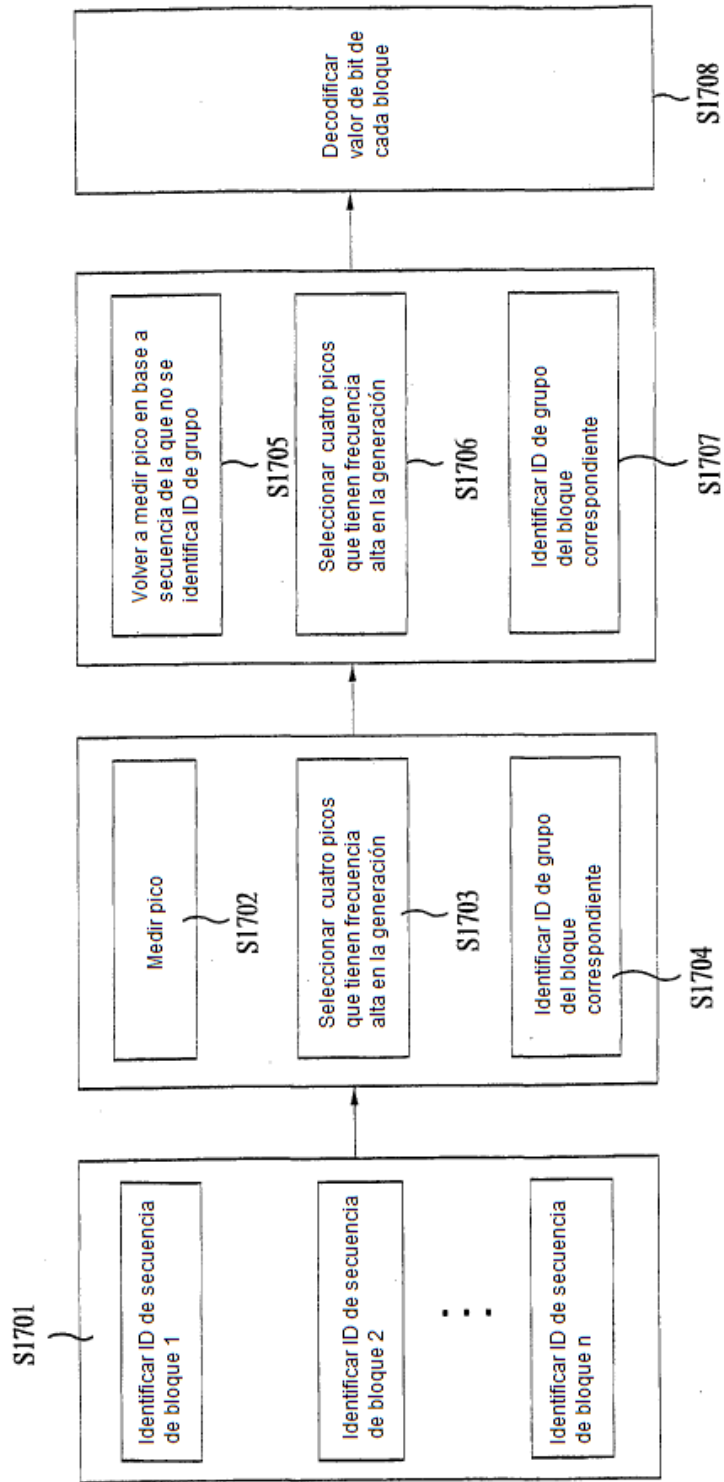 S1701
Identificar ID de secuencia
de bloque 1
Identificar ID de secuencia
de bloque 2
Identificar ID de secuencia
de bloque n
Medir pico
S1702
Seleccionar cuatro picos
que tienen frecuencia
alta en la generación
S1703
Identificar ID de grupo
del bloque
correspondiente
S1704
Volver a medir pico en base a
secuencia de la que no se
identifica ID de grupo
S1705
Seleccionar cuatro picos
que tienen frecuencia
alta en la generación
S1706
Identificar ID de grupo
del bloque
correspondiente
S1707
Decodificar
valor de bit de
cada bloque
S1708